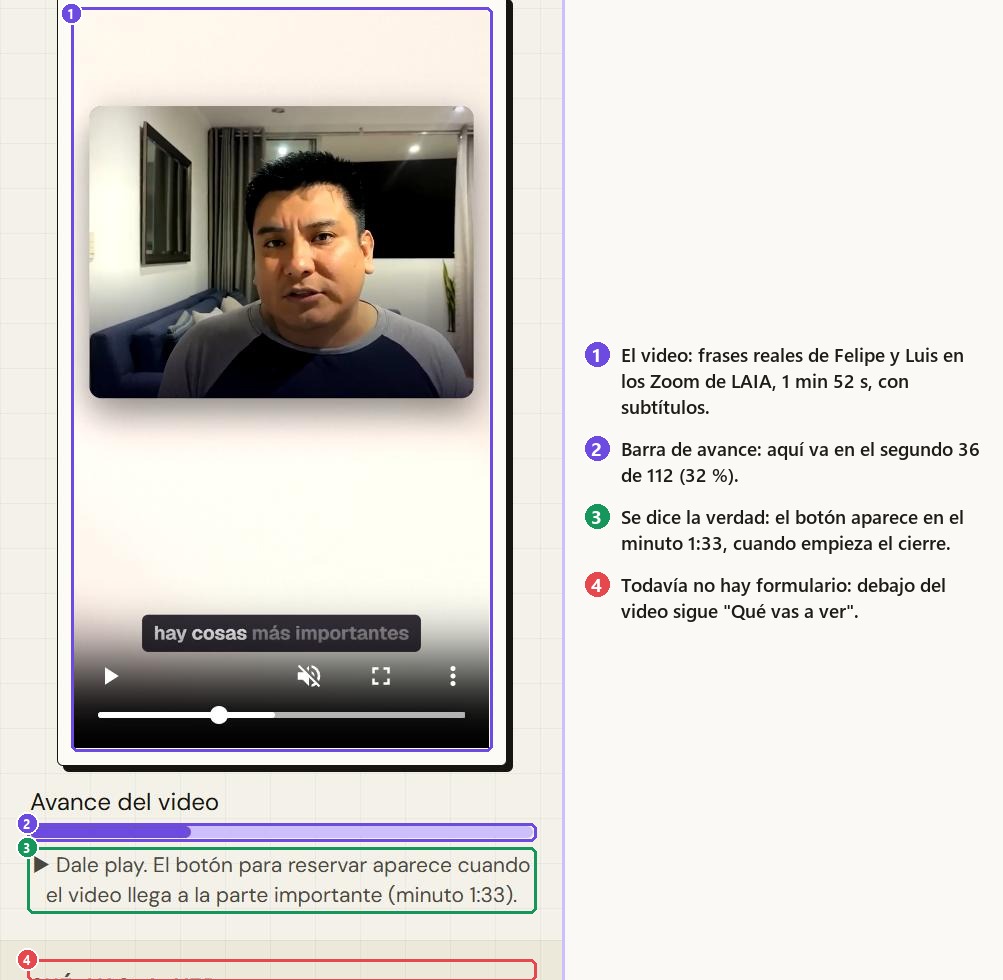 1
hay cosas más importantes
Avance del video
2
3
▶ Dale play. El botón para reservar aparece cuando
el video llega a la parte importante (minuto 1:33).
4
1 El video: frases reales de Felipe y Luis en
los Zoom de LAIA, 1 min 52 s, con
subtítulos.
2 Barra de avance: aquí va en el segundo 36
de 112 (32 %).
3 Se dice la verdad: el botón aparece en el
minuto 1:33, cuando empieza el cierre.
4 Todavía no hay formulario: debajo del
video sigue "Qué vas a ver".